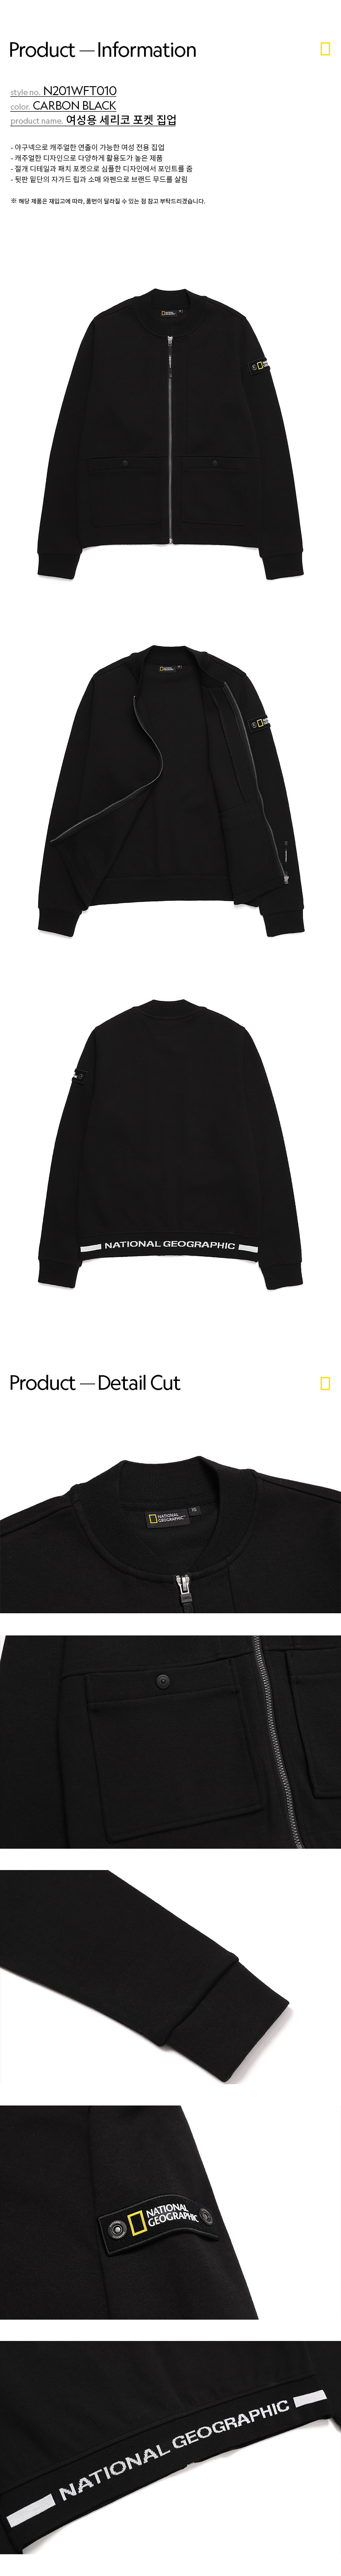 Product — Information
style no. N201WFT010
color. CARBON BLACK
product name. 여성용 세리코 포켓 집업
- 야구넥으로 캐주얼한 연출이 가능한 여성 전용 집업
- 캐주얼한 디자인으로 다양하게 활용도가 높은 제품
- 절개 디테일과 패치 포켓으로 심플한 디자인에서 포인트를 줌
- 뒷판 밑단의 자가드 립과 소매 와펜으로 브랜드 무드를 살림
※ 해당 제품은 재입고에 따라, 품번이 달라질 수 있는 점 참고 부탁드리겠습니다.
NATIONAL GEOGRAPHIC
Product — Detail Cut
NATIONAL
GEOGRAPHIC
NATIONAL
GEOGRAPHIC
NATIONAL GEOGRAPHIC